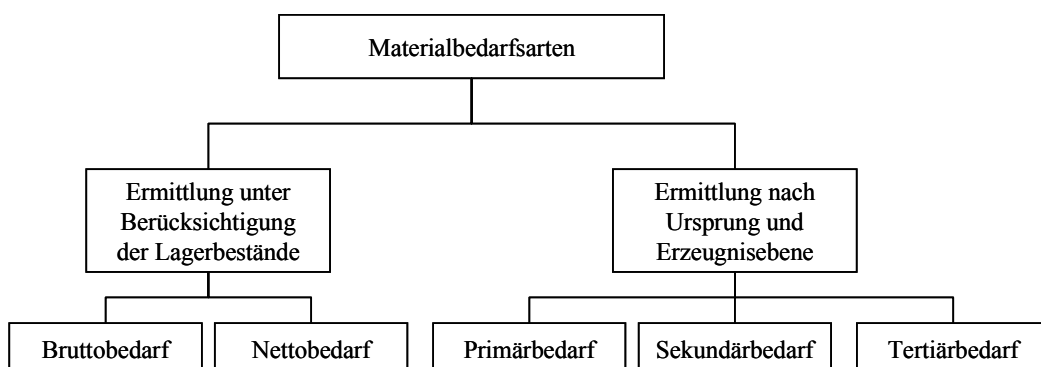 Materialbedarfsarten
Ermittlung unter
Berücksichtigung
der Lagerbestände
Ermittlung nach
Ursprung und
Erzeugnisebene
Bruttobedarf
Nettobedarf
Primärbedarf
Sekundärbedarf
Tertiärbedarf